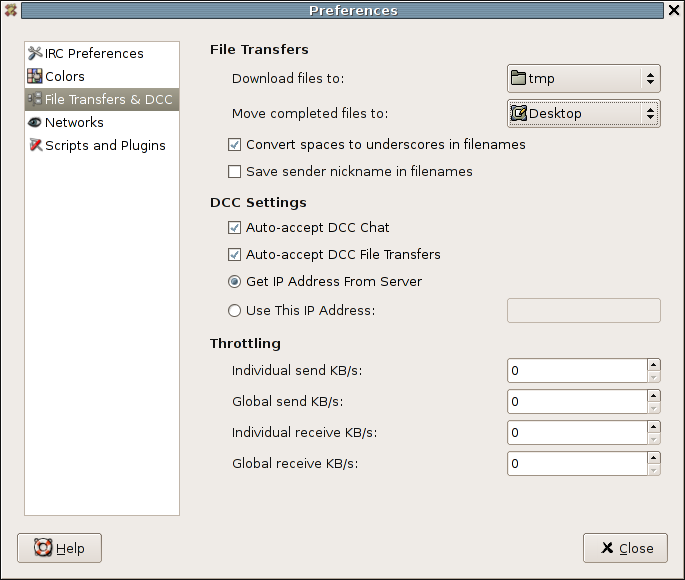 Preferences
IRC Preferences
Colors
File Transfers & DCC
Networks
Scripts and Plugins
File Transfers
Download files to: tmp
Move completed files to: Desktop
Convert spaces to underscores in filenames
Save sender nickname in filenames
DCC Settings
Auto-accept DCC Chat
Auto-accept DCC File Transfers
Get IP Address From Server
Use This IP Address:
Throttling
Individual send KB/s: 0
Global send KB/s: 0
Individual receive KB/s: 0
Global receive KB/s: 0
Help
Close